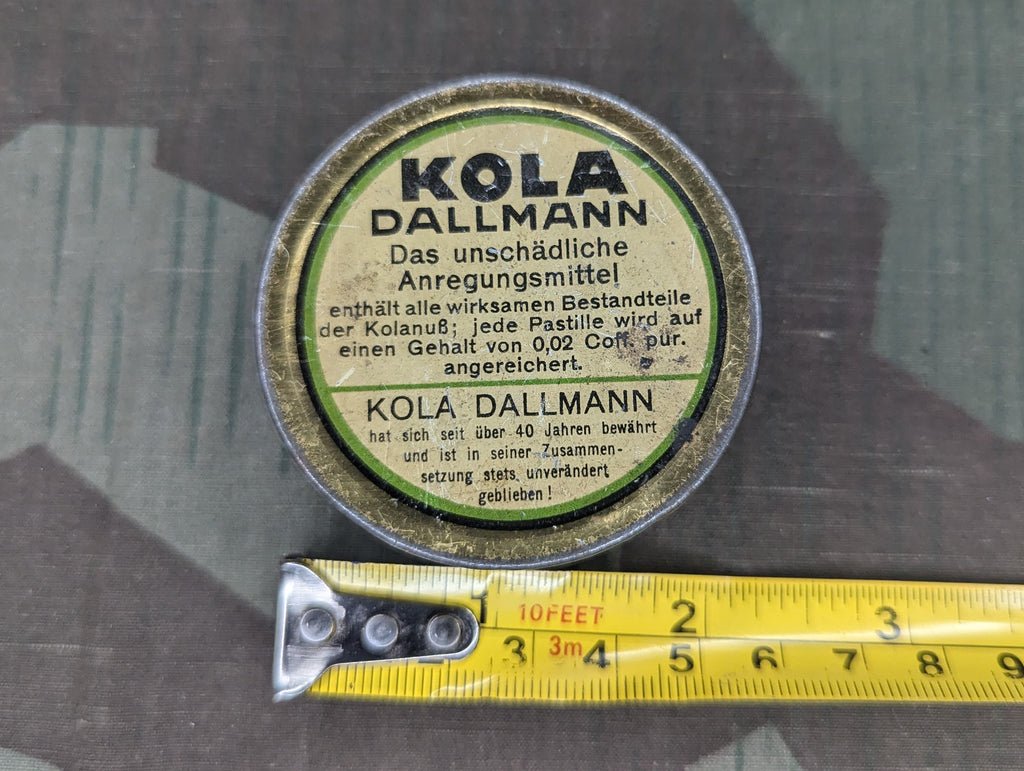 KOLA
DALLMANN
Das unschädliche
Anregungsmittel
enthält alle wirksamen Bestandteile
der Kolanuß; jede Pastille wird auf
einen Gehalt von 0,02 Coff. pur.
angereichert.
KOLA DALLMANN
hat sich seit über 40 Jahren bewährt
und ist in seiner Zusammen-
setzung stets unverändert
geblieben!
1 10FEET 2 3
2 3 3m 4 5 6 7 8 9